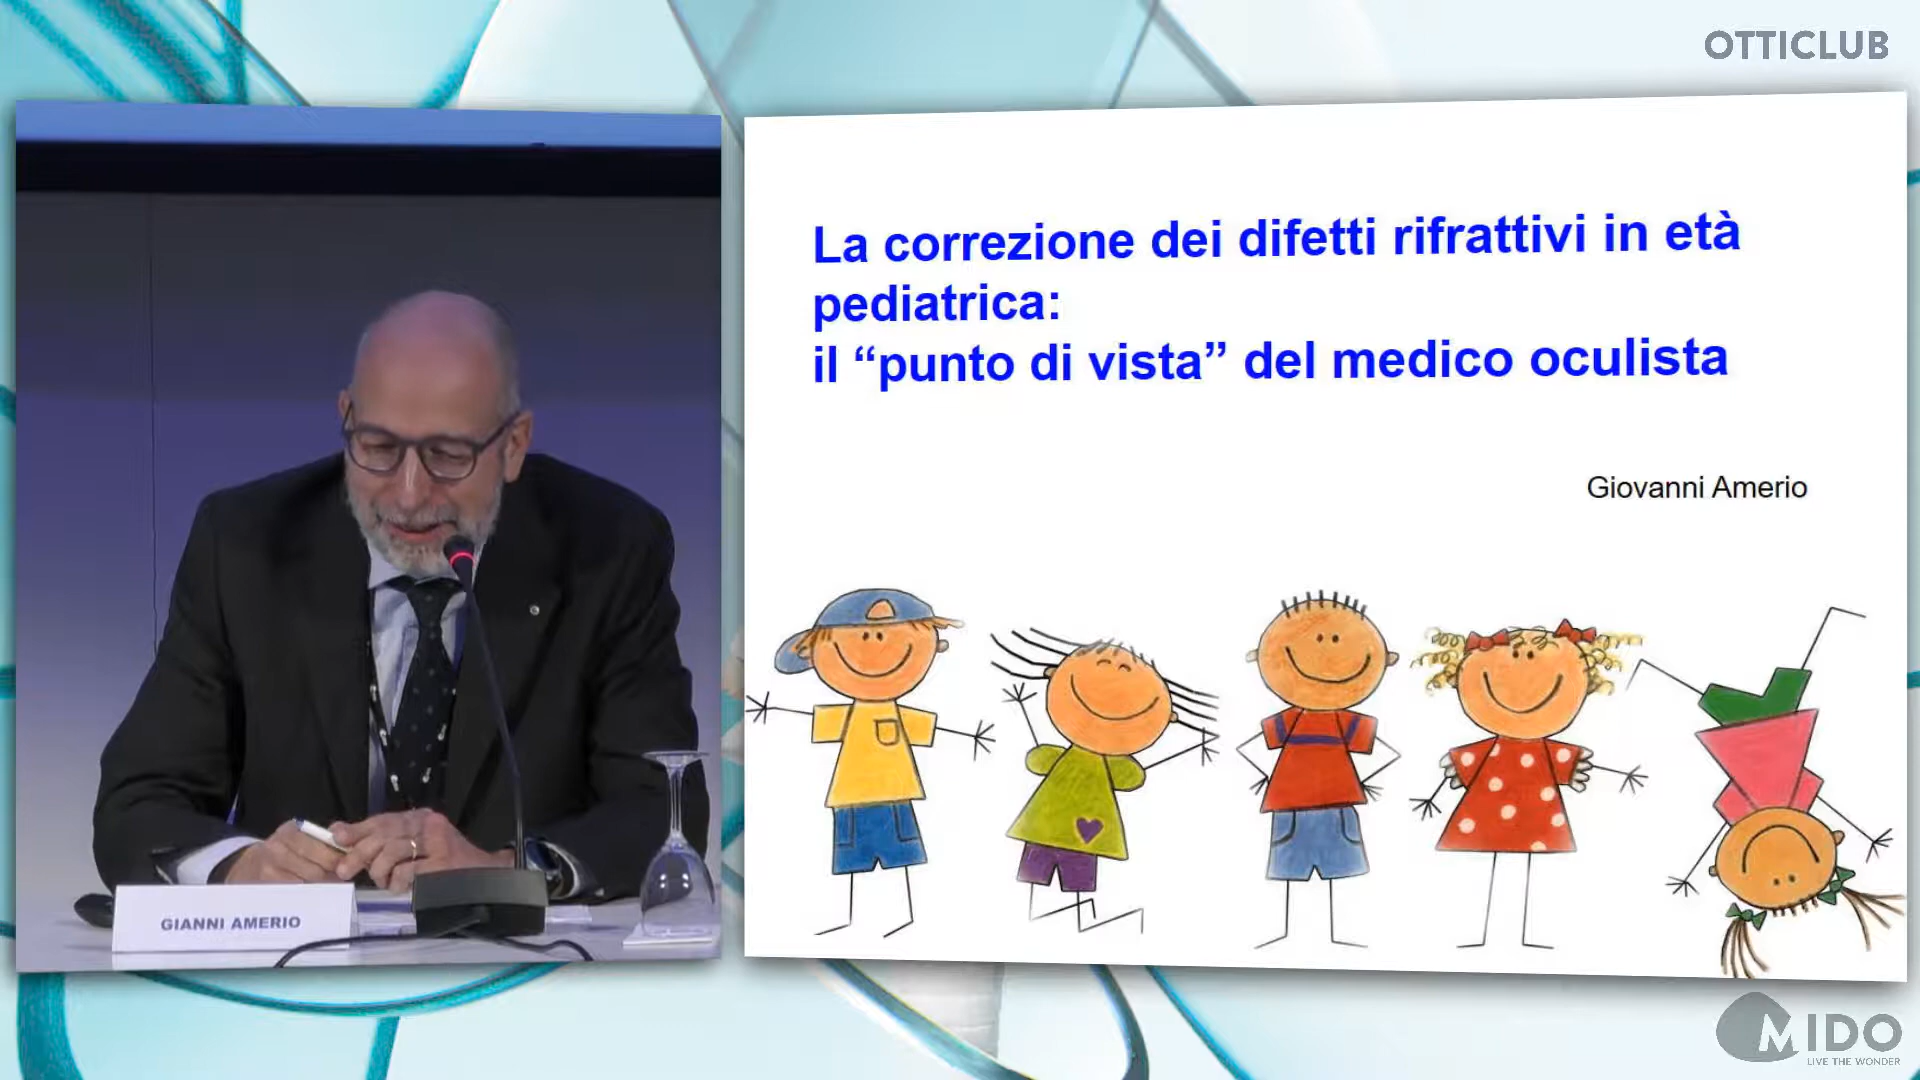 OTTICLUB
La correzione dei difetti rifrattivi in età
pediatrica:
il “punto di vista” del medico oculista
Giovanni Amerio
GIANNI AMERIO
MIDO
LIVE THE WONDER